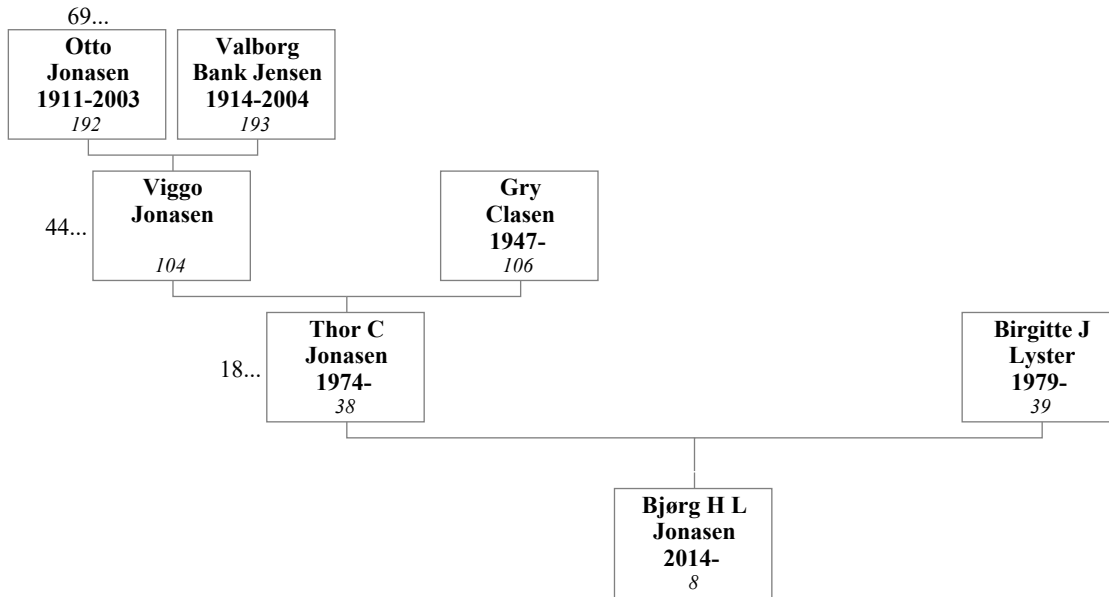 69...
Otto
Jonasen
1911-2003
192
Valborg
Bank Jensen
1914-2004
193
44...
Viggo
Jonasen
104
Gry
Clasen
1947-
106
18...
Thor C
Jonasen
1974-
38
Birgitte J
Lyster
1979-
39
Bjørg H L
Jonasen
2014-
8